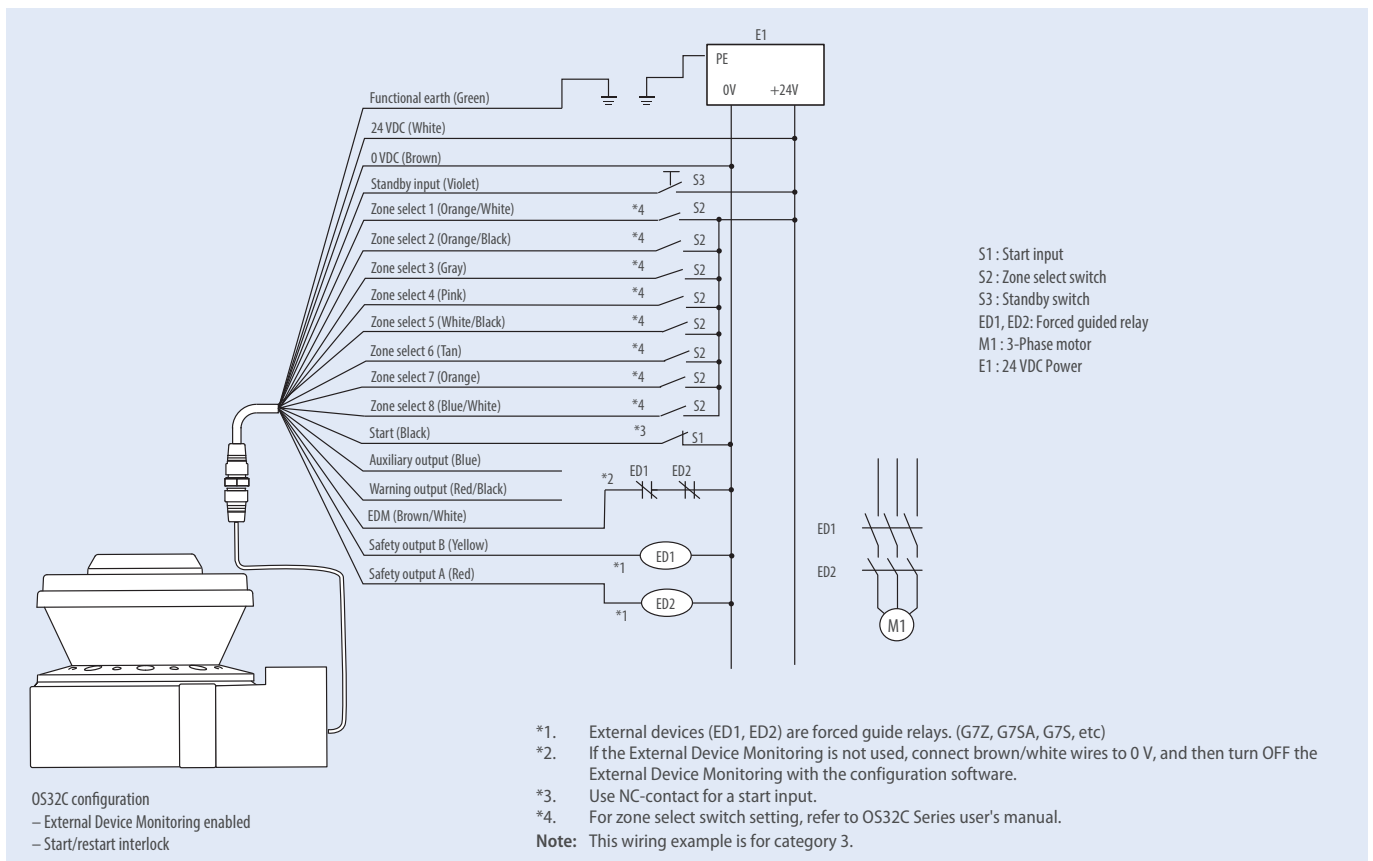 E1
PE
0V +24V
Functional earth (Green)
24 VDC (White)
0 VDC (Brown)
Standby input (Violet)
S3
Zone select 1 (Orange/White) *4 S2
Zone select 2 (Orange/Black) *4 S2
Zone select 3 (Gray) *4 S2
Zone select 4 (Pink) *4 S2
Zone select 5 (White/Black) *4 S2
Zone select 6 (Tan) *4 S2
Zone select 7 (Orange) *4 S2
Zone select 8 (Blue/White) *4 S2
Start (Black) *3 S1
Auxiliary output (Blue)
Warning output (Red/Black)
*2 ED1 ED2
EDM (Brown/White)
Safety output B (Yellow)
*1 ED1
Safety output A (Red)
*1 ED2
S1 : Start input
S2 : Zone select switch
S3 : Standby switch
ED1, ED2: Forced guided relay
M1 : 3-Phase motor
E1 : 24 VDC Power
ED1
ED2
M1
OS32C configuration
– External Device Monitoring enabled
– Start/restart interlock
*1. External devices (ED1, ED2) are forced guide relays. (G7Z, G7SA, G7S, etc)
*2. If the External Device Monitoring is not used, connect brown/white wires to 0 V, and then turn OFF the
External Device Monitoring with the configuration software.
*3. Use NC-contact for a start input.
*4. For zone select switch setting, refer to OS32C Series user's manual.
Note: This wiring example is for category 3.